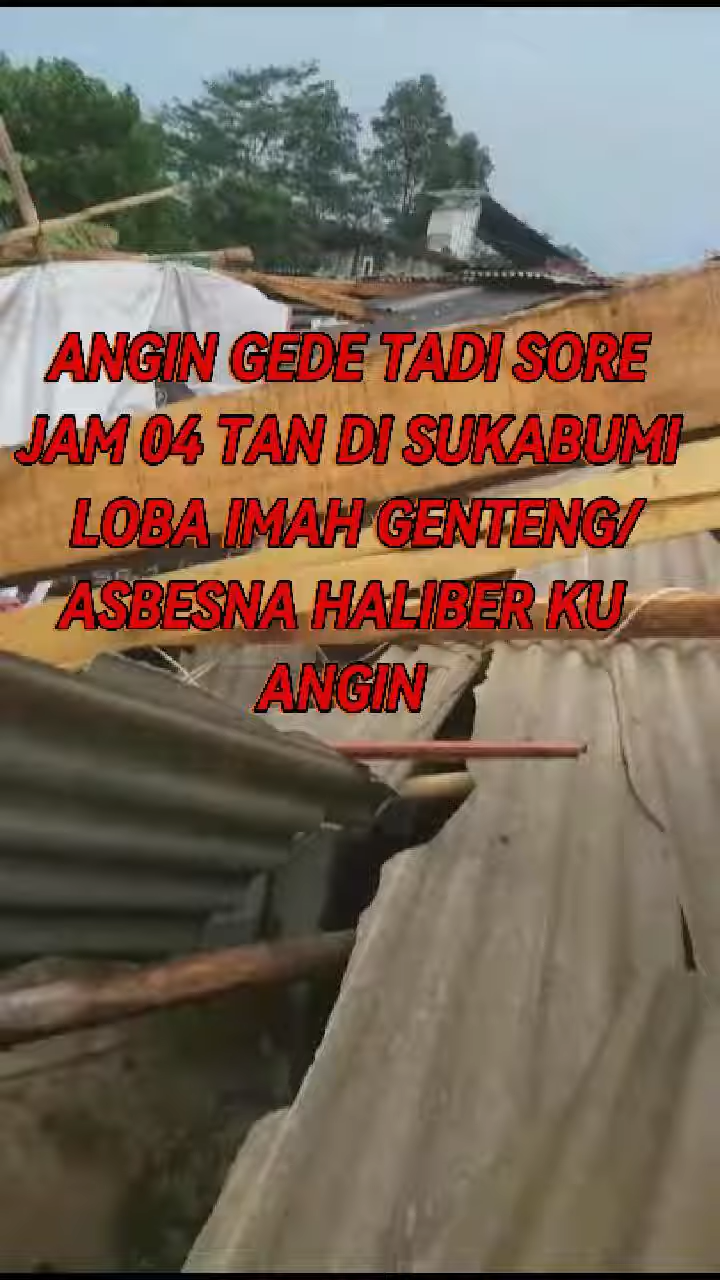 ANGIN GEDE TADI SORE
JAM 04 TAN DI SUKABUMI
LOBA IMAH GENTENG/
ASBESNA HALIBER KU
ANGIN